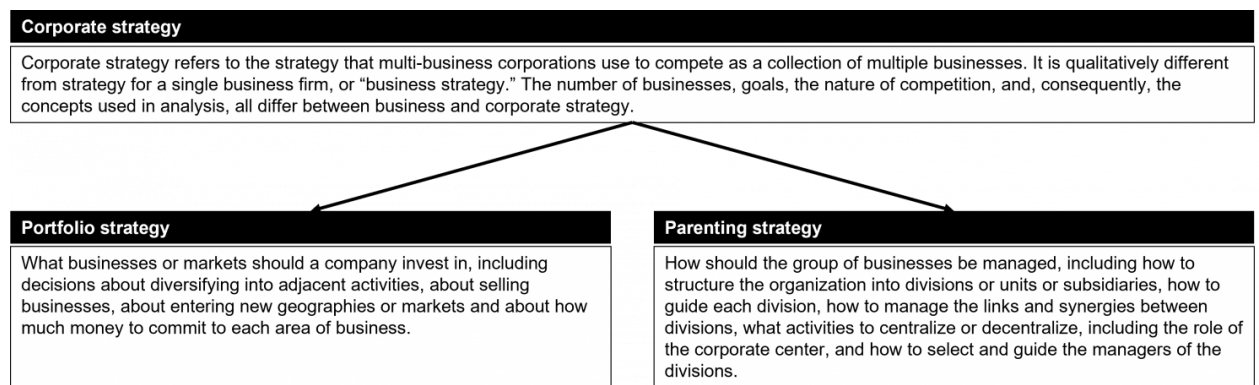 Corporate strategy
Corporate strategy refers to the strategy that multi-business corporations use to compete as a collection of multiple businesses. It is qualitatively different
from strategy for a single business firm, or “business strategy.” The number of businesses, goals, the nature of competition, and, consequently, the
concepts used in analysis, all differ between business and corporate strategy.
Portfolio strategy
What businesses or markets should a company invest in, including
decisions about diversifying into adjacent activities, about selling
businesses, about entering new geographies or markets and about how
much money to commit to each area of business.
Parenting strategy
How should the group of businesses be managed, including how to
structure the organization into divisions or units or subsidiaries, how to
guide each division, how to manage the links and synergies between
divisions, what activities to centralize or decentralize, including the role of
the corporate center, and how to select and guide the managers of the
divisions.